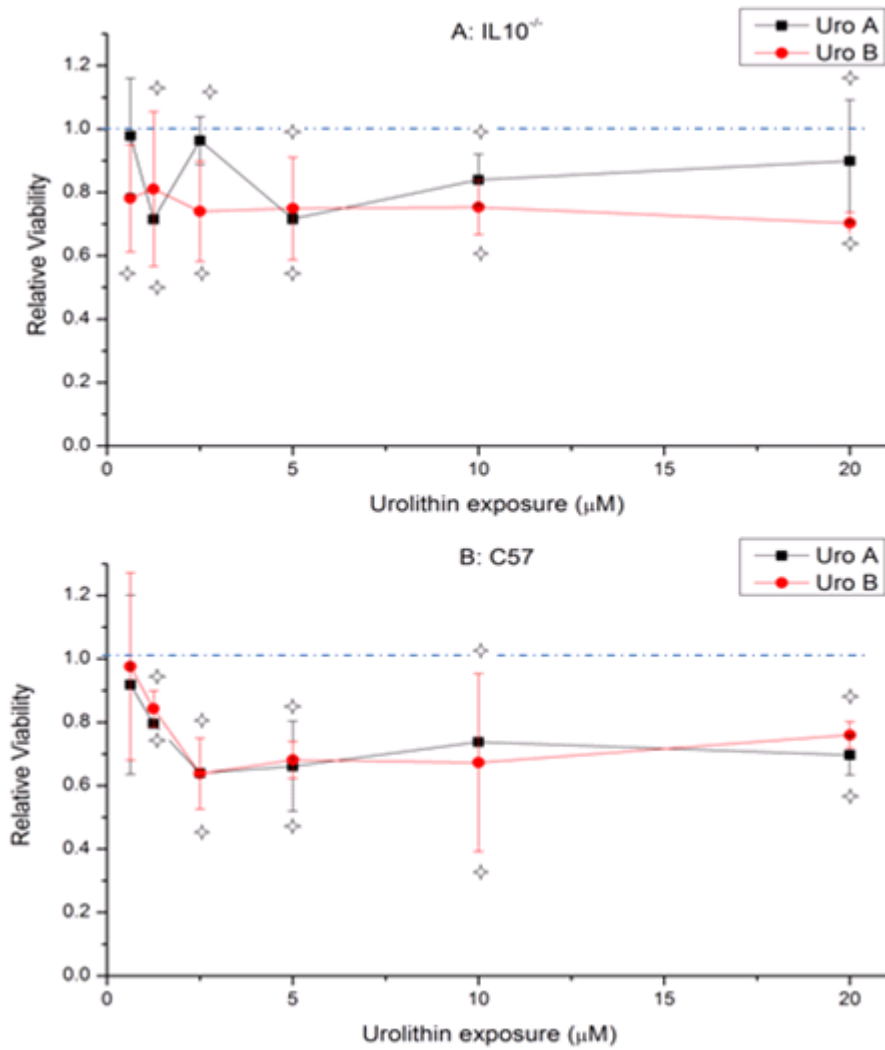 A: IL10-/-
Uro A
Uro B
1.2
1.0
0.8
0.6
0.4
0.2
0.0
Relative Viability
0 5 10 15 20
Urolithin exposure (μM)
B: C57
Uro A
Uro B
1.2
1.0
0.8
0.6
0.4
0.2
0.0
Relative Viability
0 5 10 15 20
Urolithin exposure (μM)